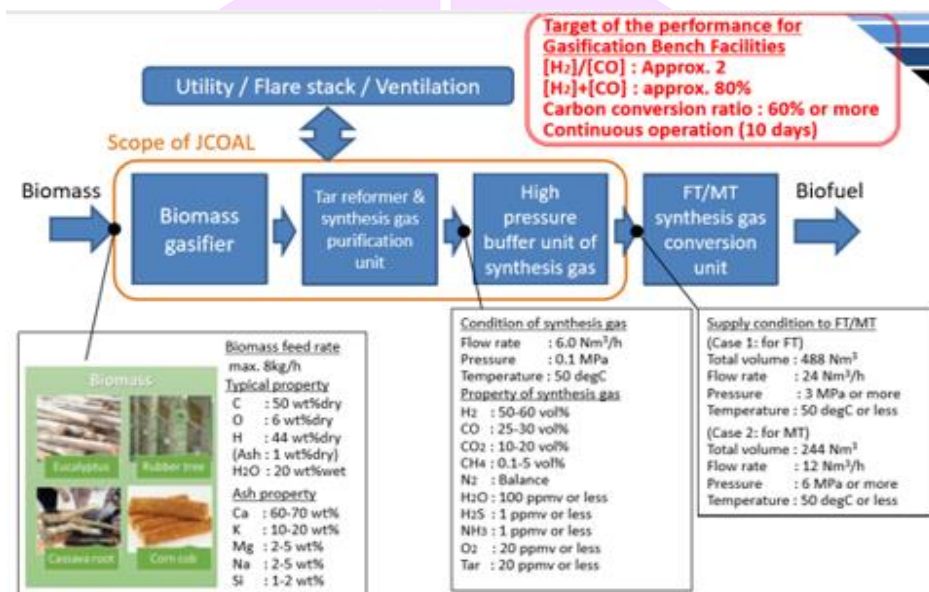 Target of the performance for
Gasification Bench Facilities
[H₂]/[CO] : Approx. 2
[H₂]+[CO] : approx. 80%
Carbon conversion ratio : 60% or more
Continuous operation (10 days)
Utility / Flare stack / Ventilation
Scope of JCOAL
Biomass
Biomass
gasifier
Tar reformer &
synthesis gas
purification
unit
High
pressure
buffer unit of
synthesis gas
FT/MT
synthesis gas
conversion
unit
Biofuel
Biomass
Eucalyptus
Rubber tree
Cassava root
Corn cob
Biomass feed rate
max. 8kg/h
Typical property
C : 50 wt%dry
O : 6 wt%dry
H : 44 wt%dry
(Ash : 1 wt%dry)
H₂O : 20 wt%wet
Ash property
Ca : 60-70 wt%
K : 10-20 wt%
Mg : 2-5 wt%
Na : 2-5 wt%
Si : 1-2 wt%
Condition of synthesis gas
Flow rate : 6.0 Nm³/h
Pressure : 0.1 MPa
Temperature : 50 degC
Property of synthesis gas
H₂ : 50-60 vol%
CO : 25-30 vol%
CO₂ : 10-20 vol%
CH₄ : 0.1-5 vol%
N₂ : Balance
H₂O : 100 ppmv or less
H₂S : 1 ppmv or less
NH₃ : 1 ppmv or less
O₂ : 20 ppmv or less
Tar : 20 ppmv or less
Supply condition to FT/MT
(Case 1: for FT)
Total volume : 488 Nm³
Flow rate : 24 Nm³/h
Pressure : 3 MPa or more
Temperature : 50 degC or less
(Case 2: for MT)
Total volume : 244 Nm³
Flow rate : 12 Nm³/h
Pressure : 6 MPa or more
Temperature : 50 degC or less